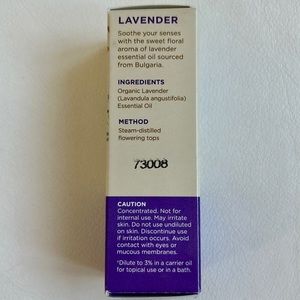 LAVENDER
Soothe your senses
with the sweet floral
aroma of lavender
essential oil sourced
from Bulgaria.
INGREDIENTS
Organic Lavender
(Lavandula angustifolia)
Essential Oil
METHOD
Steam-distilled
flowering tops
73008
CAUTION
Concentrated. Not for
internal use. May irritate
skin. Do not use undiluted
on skin. Discontinue use
if irritation occurs. Avoid
contact with eyes or
mucous membranes.
*Dilute to 3% in a carrier oil
for topical use or in a bath.